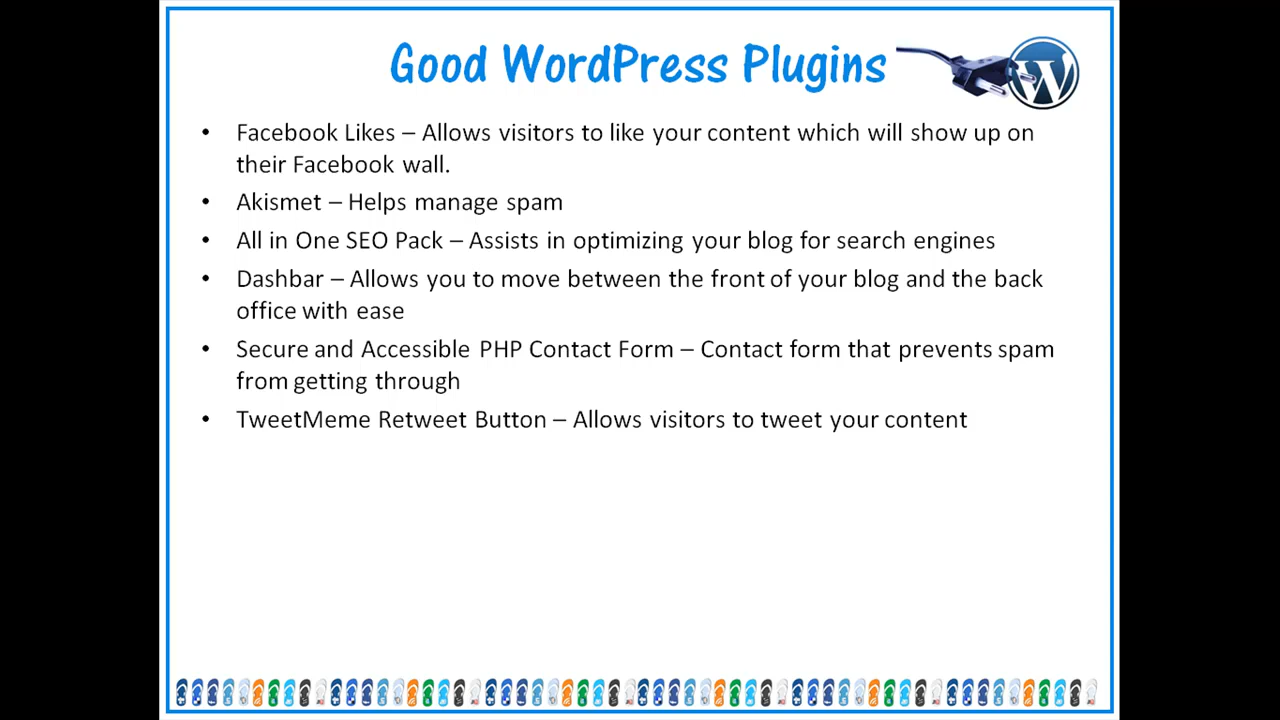 Good WordPress Plugins
• Facebook Likes – Allows visitors to like your content which will show up on
their Facebook wall.
• Akismet – Helps manage spam
• All in One SEO Pack – Assists in optimizing your blog for search engines
• Dashbar – Allows you to move between the front of your blog and the back
office with ease
• Secure and Accessible PHP Contact Form – Contact form that prevents spam
from getting through
• TweetMeme Retweet Button – Allows visitors to tweet your content